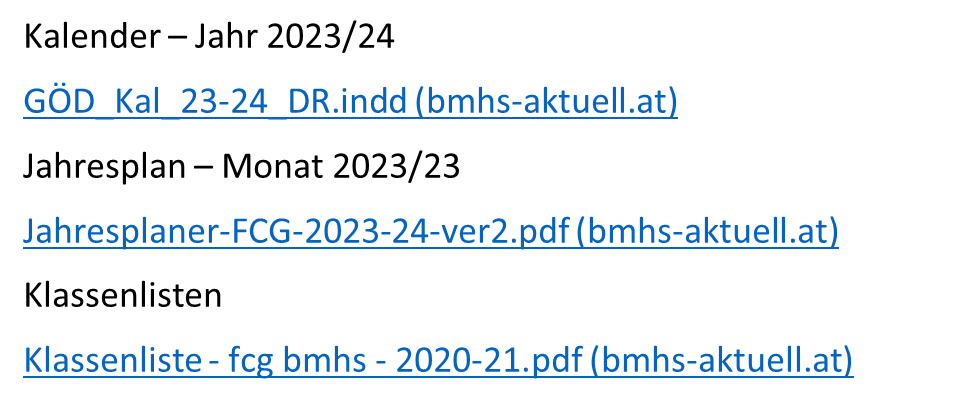 Kalender – Jahr 2023/24
GÖD_Kal_23-24_DR.indd (bmhs-aktuell.at)
Jahresplan – Monat 2023/23
Jahresplaner-FCG-2023-24-ver2.pdf (bmhs-aktuell.at)
Klassenlisten
Klassenliste - fcg bmhs - 2020-21.pdf (bmhs-aktuell.at)